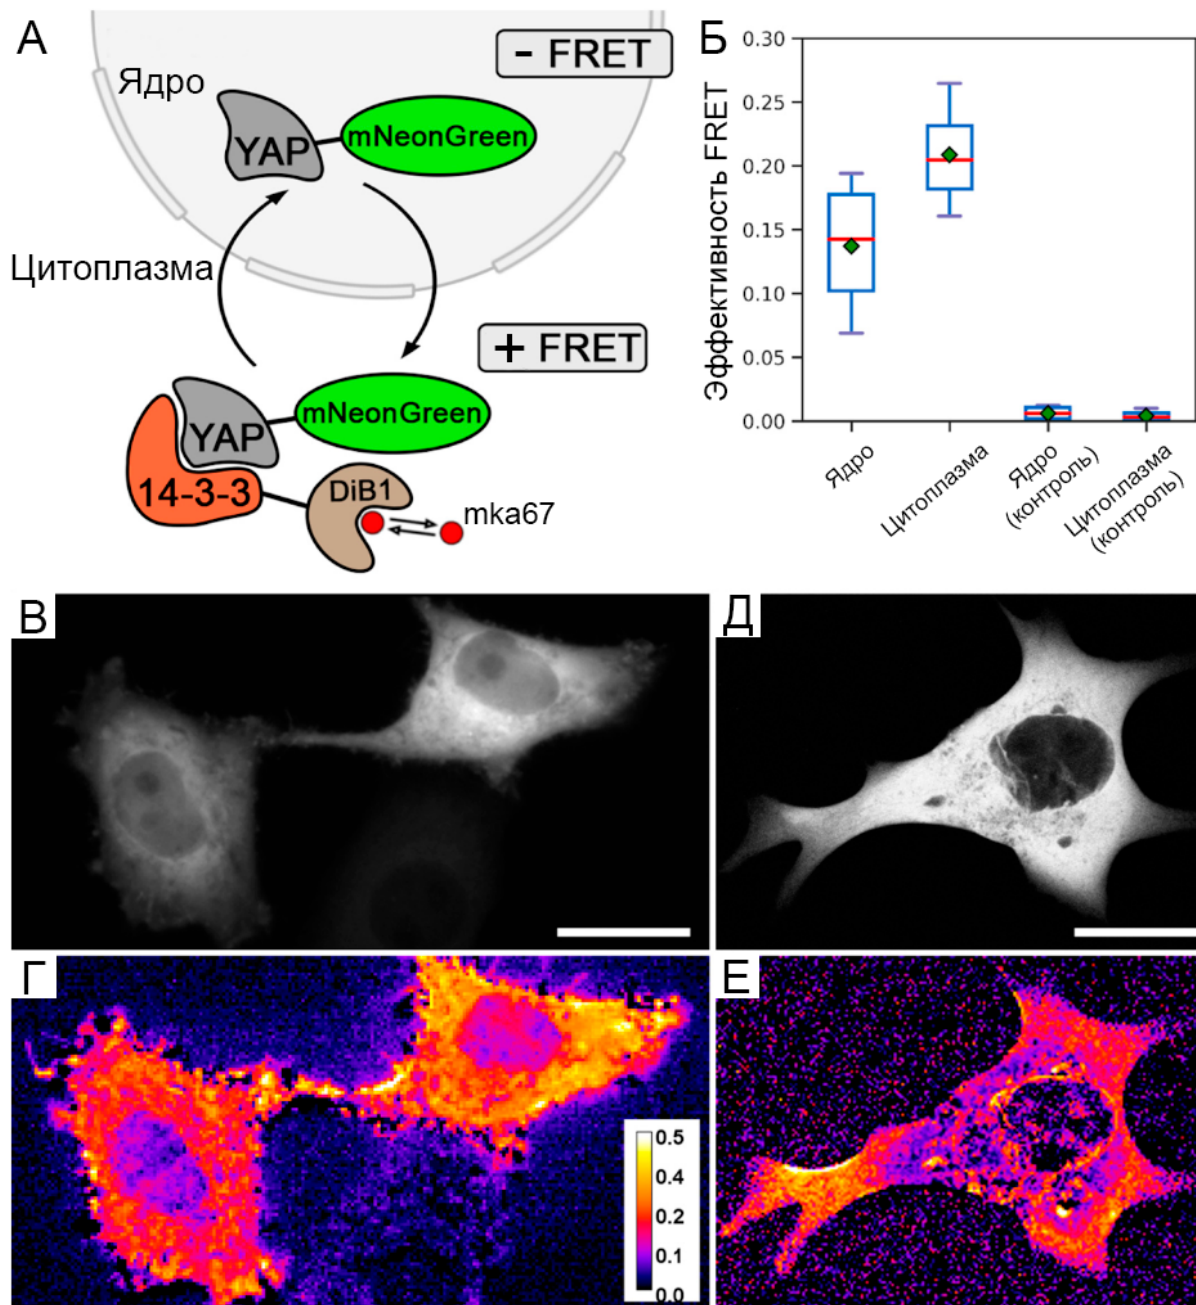 А
Ядро
- FRET
YAP
mNeonGreen
Цитоплазма
+ FRET
YAP
mNeonGreen
14-3-3
DiB1
mka67
Б
Эффективность FRET
0.30
0.25
0.20
0.15
0.10
0.05
0.00
Ядро
Цитоплазма
Ядро
(контроль)
Цитоплазма
(контроль)
В
Д
Г
0.5
0.4
0.2
0.1
0.0
Е